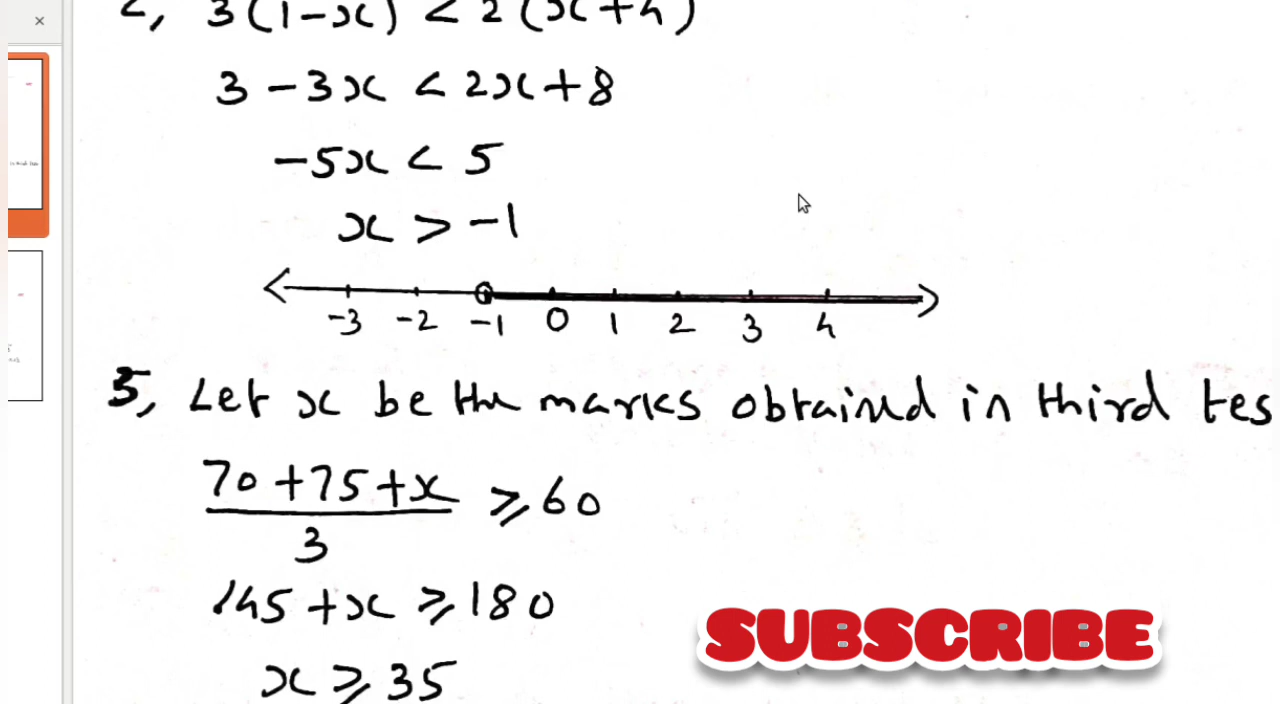 2, 3(1-x) < 2(x+4)
3 - 3x < 2x + 8
-5x < 5
x > -1
-3 -2 -1 0 1 2 3 4
5, Let x be the marks obtained in third tes
70 + 75 + x
3
≥ 60
145 + x ≥ 180
x ≥ 35
SUBSCRIBE